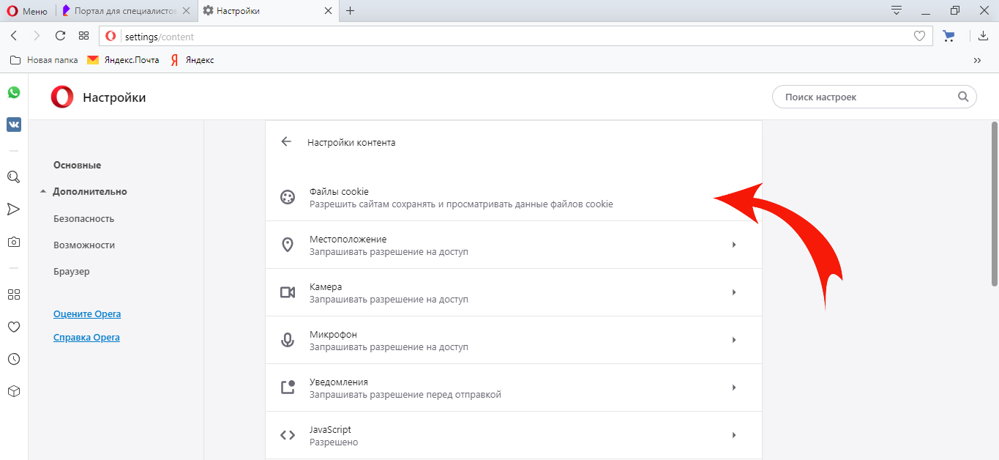 Меню
Портал для специалистов
Настройки
settings/content
Новая папка
Яндекс.Почта
Яндекс
Настройки
Поиск настроек
Основные
Дополнительно
Безопасность
Возможности
Браузер
Оцените Opera
Справка Opera
Настройки контента
Файлы cookie
Разрешить сайтам сохранять и просматривать данные файлов cookie
Местоположение
Запрашивать разрешение на доступ
Камера
Запрашивать разрешение на доступ
Микрофон
Запрашивать разрешение на доступ
Уведомления
Запрашивать разрешение перед отправкой
JavaScript
Разрешено